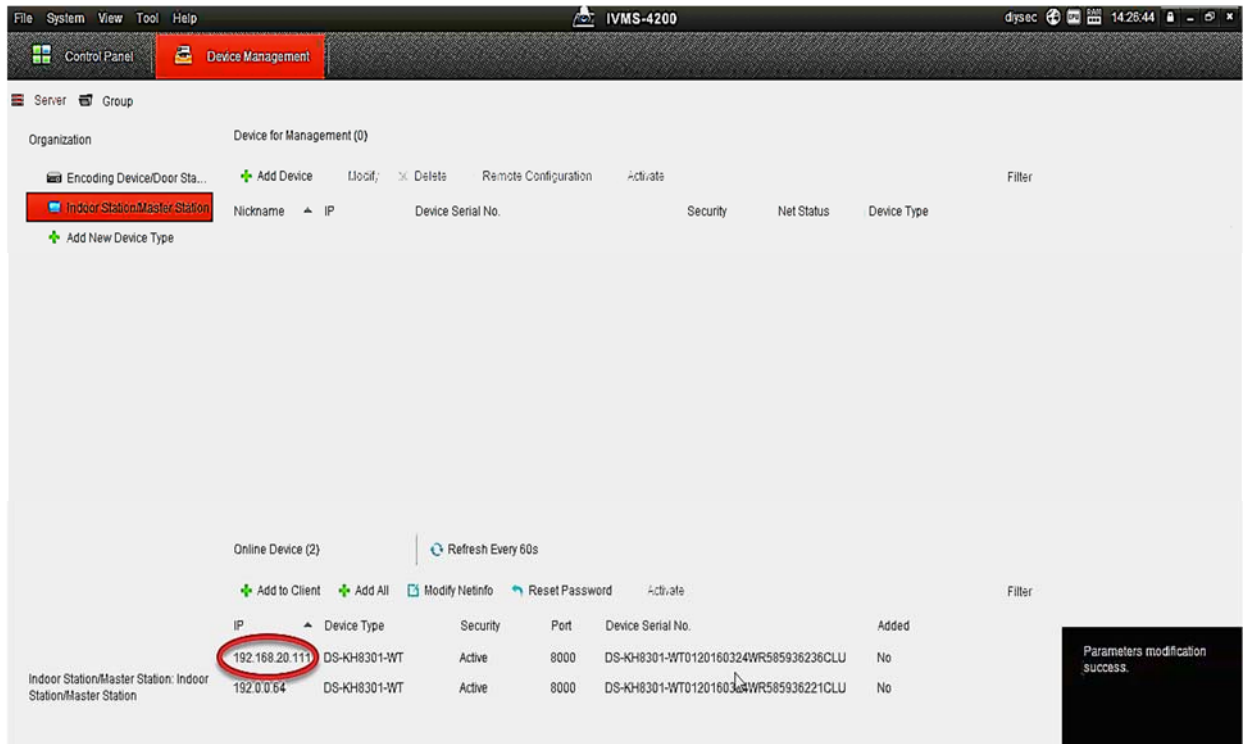 File System View Tool Help iVMS-4200 diysec 14:26:44
Control Panel Device Management
Server Group
Organization Device for Management (0)
Encoding Device/Door Sta... Add Device Modify Delete Remote Configuration Activate Filter
Indoor Station/Master Station Nickname IP Device Serial No. Security Net Status Device Type
Add New Device Type
Online Device (2) Refresh Every 60s
Add to Client Add All Modify Netinfo Reset Password Activate Filter
IP Device Type Security Port Device Serial No. Added
192.168.20.111 DS-KH8301-WT Active 8000 DS-KH8301-WT0120160324WR585936236CLU No
192.0.0.64 DS-KH8301-WT Active 8000 DS-KH8301-WT0120160324WR585936221CLU No
Indoor Station/Master Station: Indoor
Station/Master Station
Parameters modification
success.